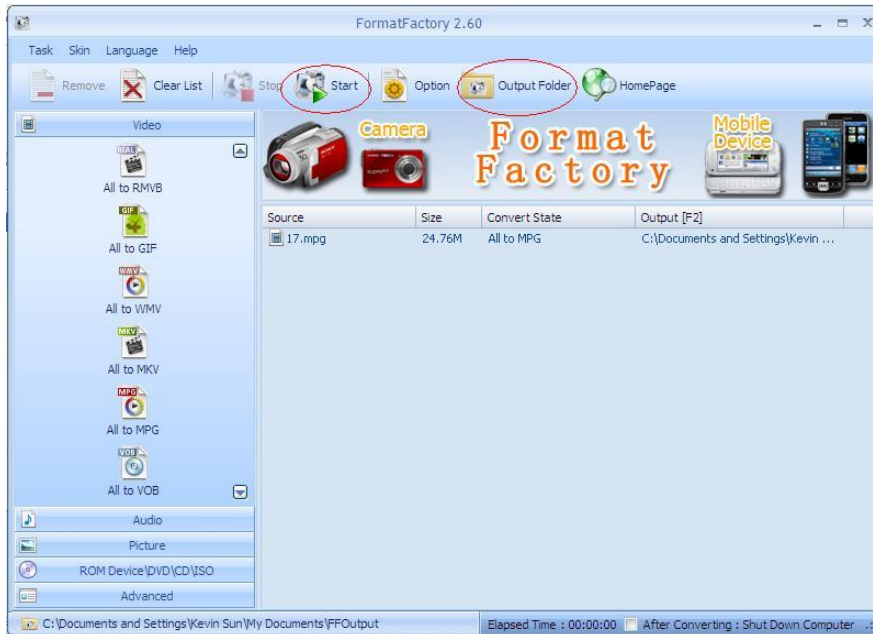 FormatFactory 2.60
Task Skin Language Help
Remove Clear List Stop Start Option Output Folder HomePage
Video
REAL
All to RMVB
GIF
All to GIF
WMV
All to WMV
MKV
All to MKV
MPG
All to MPG
VOB
All to VOB
Audio
Picture
ROM Device\DVD\CD\ISO
Advanced
Camera
Format
Factory
Mobile
Device
Source Size Convert State Output [F2]
17.mpg 24.76M All to MPG C:\Documents and Settings\Kevin ...
C:\Documents and Settings\Kevin Sun\My Documents\FFOutput
Elapsed Time : 00:00:00 After Converting : Shut Down Computer